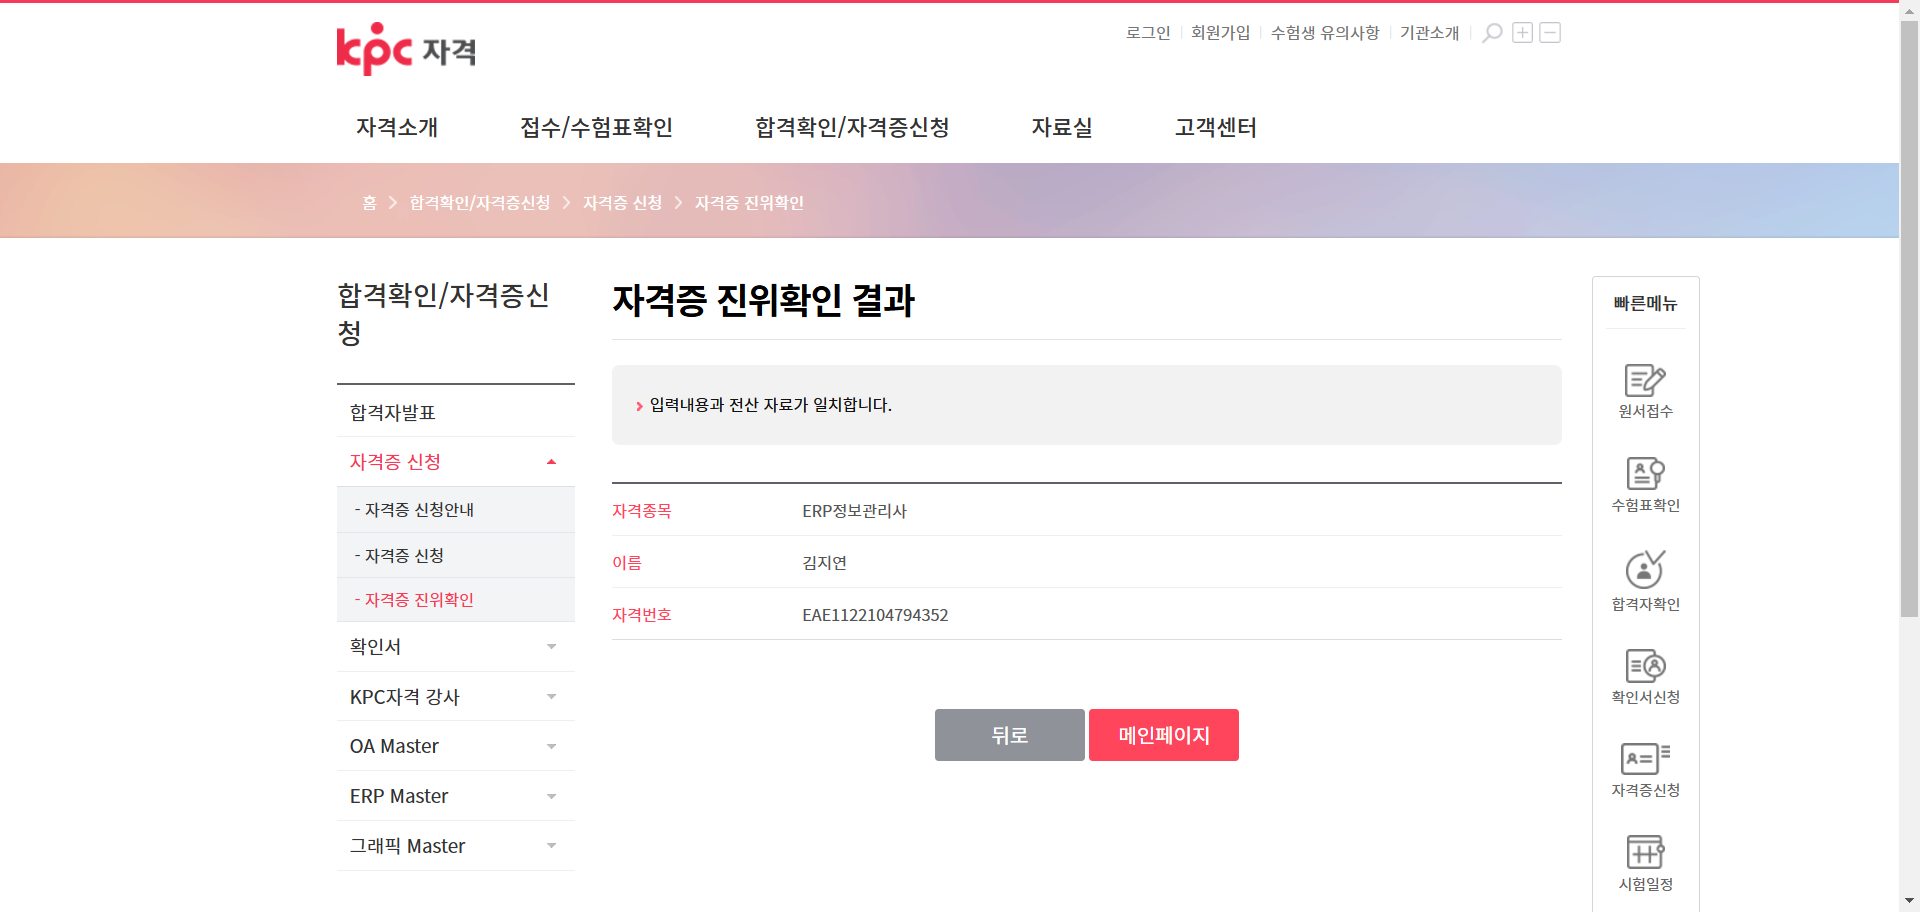 kpc 자격
로그인
회원가입
수험생 유의사항
기관소개
자격소개
접수/수험표확인
합격확인/자격증신청
자료실
고객센터
홈 > 합격확인/자격증신청 > 자격증 신청 > 자격증 진위확인
합격확인/자격증신
청
합격자발표
자격증 신청
- 자격증 신청안내
- 자격증 신청
- 자격증 진위확인
확인서
KPC자격 강사
OA Master
ERP Master
그래픽 Master
자격증 진위확인 결과
입력내용과 전산 자료가 일치합니다.
자격종목 ERP정보관리사
이름 김지연
자격번호 EAE1122104794352
뒤로
메인페이지
빠른메뉴
원서접수
수험표확인
합격자확인
확인서신청
자격증신청
시험일정